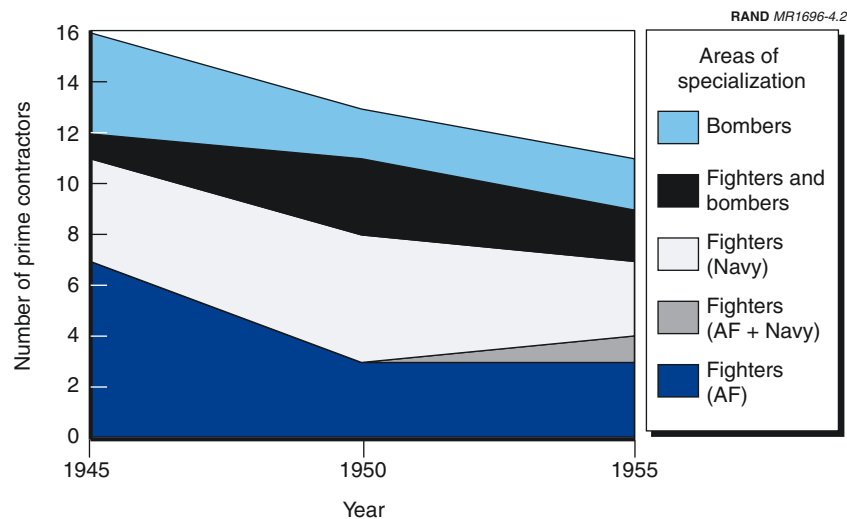 RAND MR1696-4.2
Number of prime contractors
16
14
12
10
8
6
4
2
0
1945
1950
1955
Year
Areas of
specialization
Bombers
Fighters and
bombers
Fighters
(Navy)
Fighters
(AF + Navy)
Fighters
(AF)